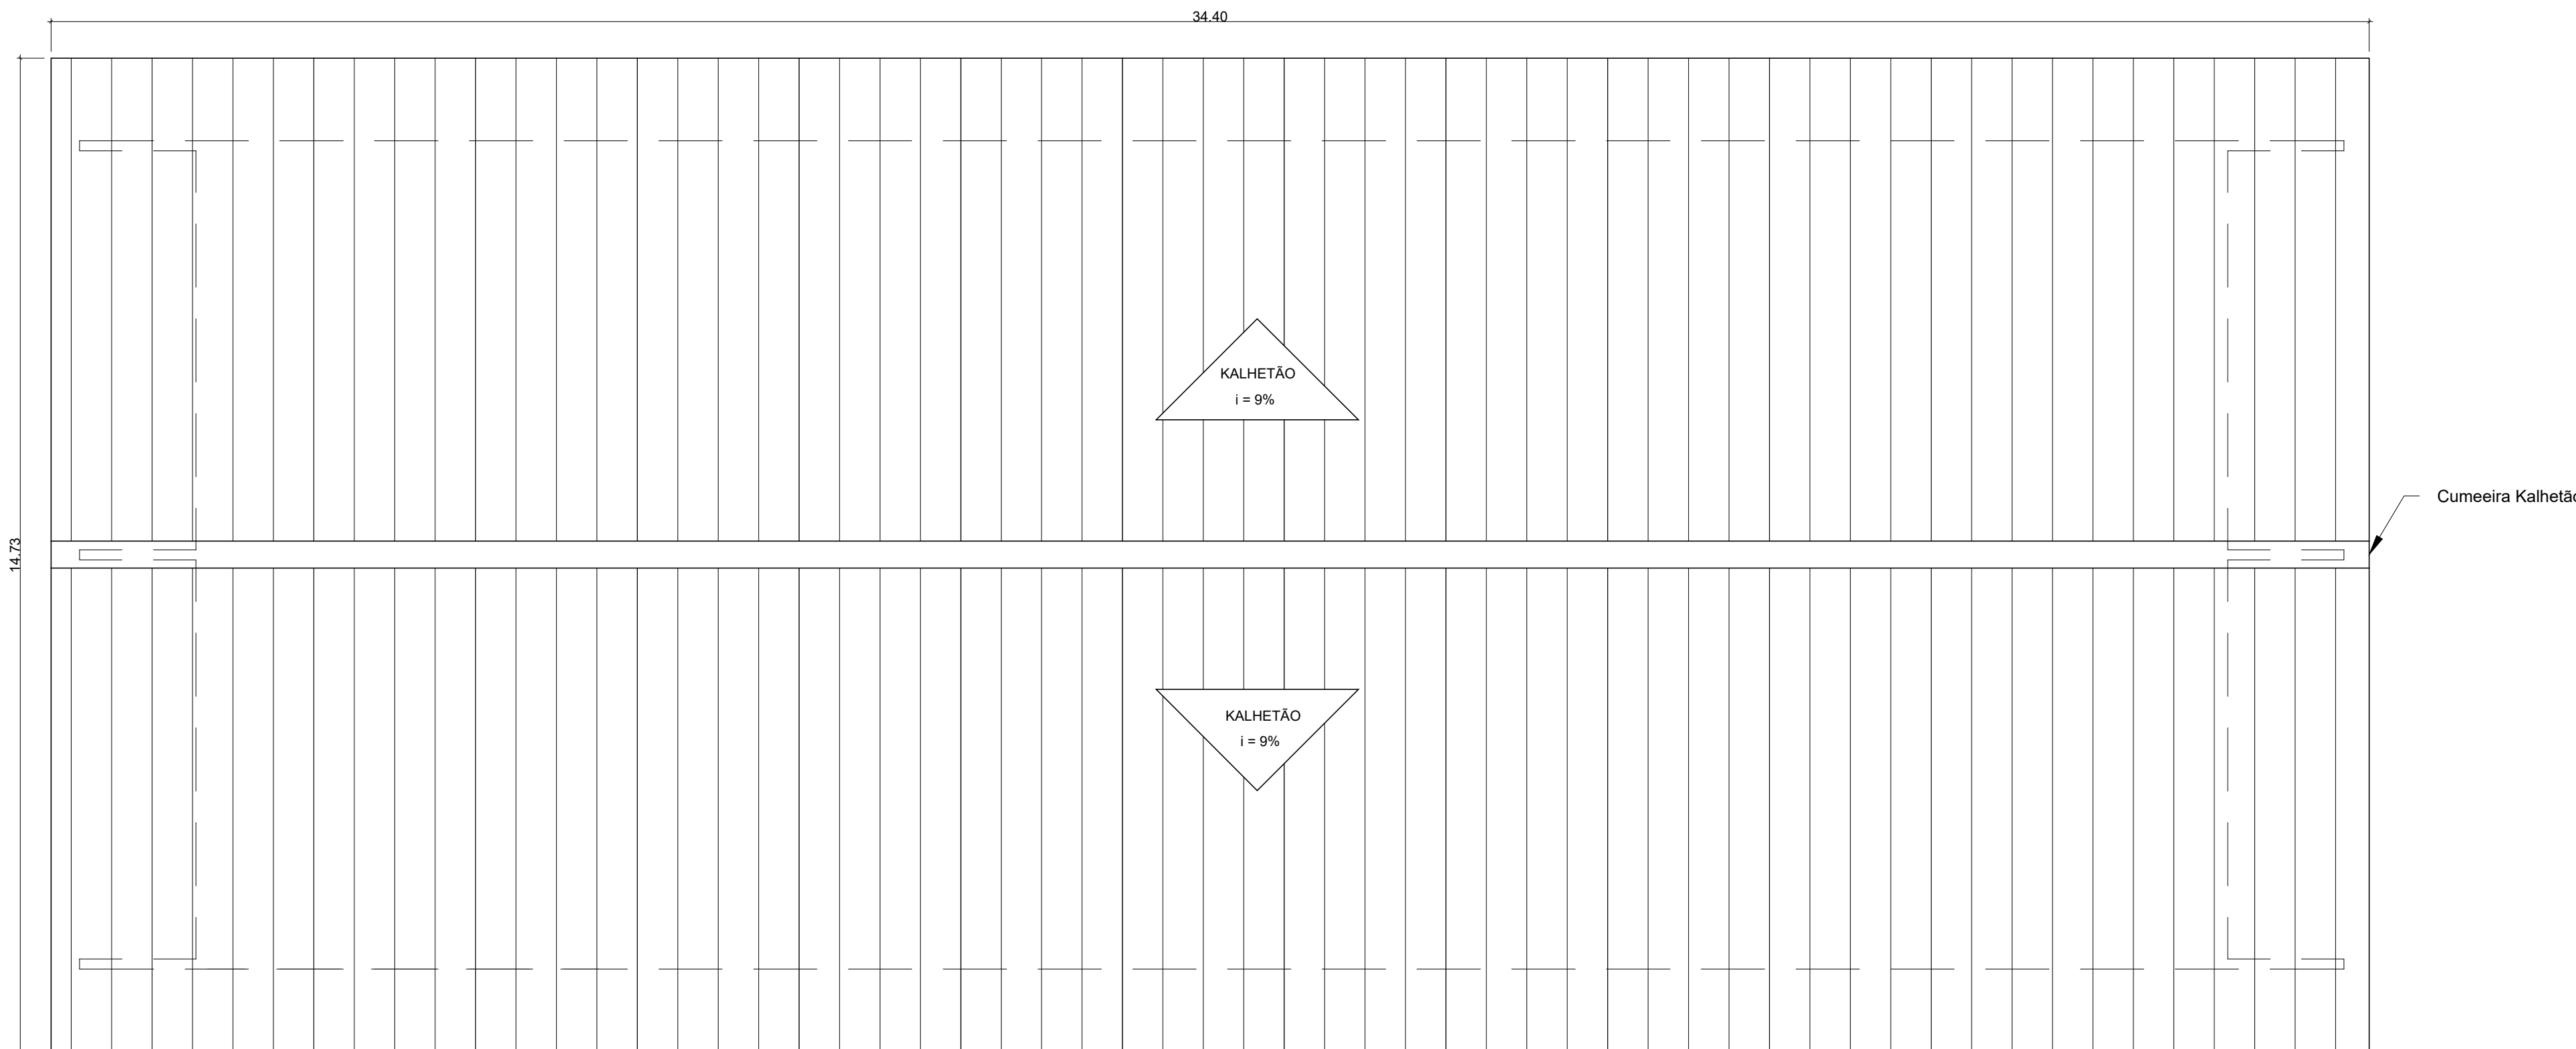 34.40
KALHETÃO
i = 9%
Cumeeira Kalhetão
14.73
KALHETÃO
i = 9%